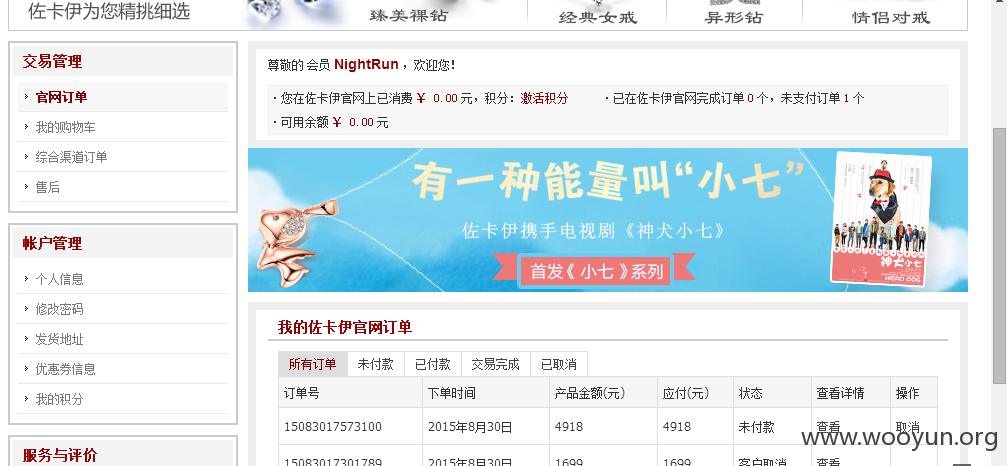 佐卡伊为您精挑细选
臻美裸钻
经典女戒
异形钻
情侣对戒
交易管理
官网订单
我的购物车
综合渠道订单
售后
帐户管理
个人信息
修改密码
发货地址
优惠券信息
我的积分
服务与评价
尊敬的 会员 NightRun ，欢迎您！
· 您在佐卡伊官网上已消费 ￥ 0.00 元，积分：激活积分
· 已在佐卡伊官网完成订单 0 个，未支付订单 1 个
· 可用余额 ￥ 0.00 元
有一种能量叫“小七”
佐卡伊携手电视剧《神犬小七》
首发《小七》系列
神犬小七
HERO DOG
我的佐卡伊官网订单
所有订单 未付款 已付款 交易完成 已取消
订单号 下单时间 产品金额(元) 应付(元) 状态 查看详情 操作
15083017573100 2015年8月30日 4918 4918 未付款 查看 取消
www.wooyun.org
15083017301789 2015年8月30日 1699 1699 客户取消 查看